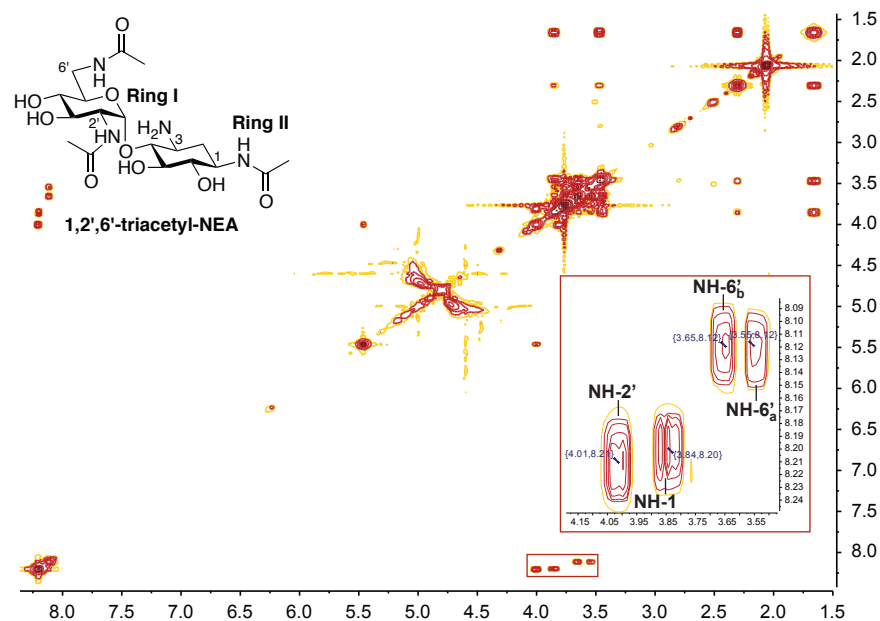 O
6'
N
H
HO
O
Ring I
HO
2'
HN
O
H₂N
3
Ring II
H
N
O
HO
1
OH
O
O
1,2',6'-triacetyl-NEA
1.5
2.0
2.5
3.0
3.5
4.0
4.5
5.0
5.5
6.0
6.5
7.0
7.5
8.0
NH-6'b
8.09
8.10
8.11
{3.65,8.12}
{3.55,8.12}
8.12
8.13
8.15
8.16
NH-2'
NH-6'a
8.17
8.18
8.19
{4.01,8.21}
{3.84,8.20}
8.20
8.21
8.22
8.23
NH-1
8.24
4.15 4.05 3.95 3.85 3.75 3.65 3.55
8.0 7.5 7.0 6.5 6.0 5.5 5.0 4.5 4.0 3.5 3.0 2.5 2.0 1.5